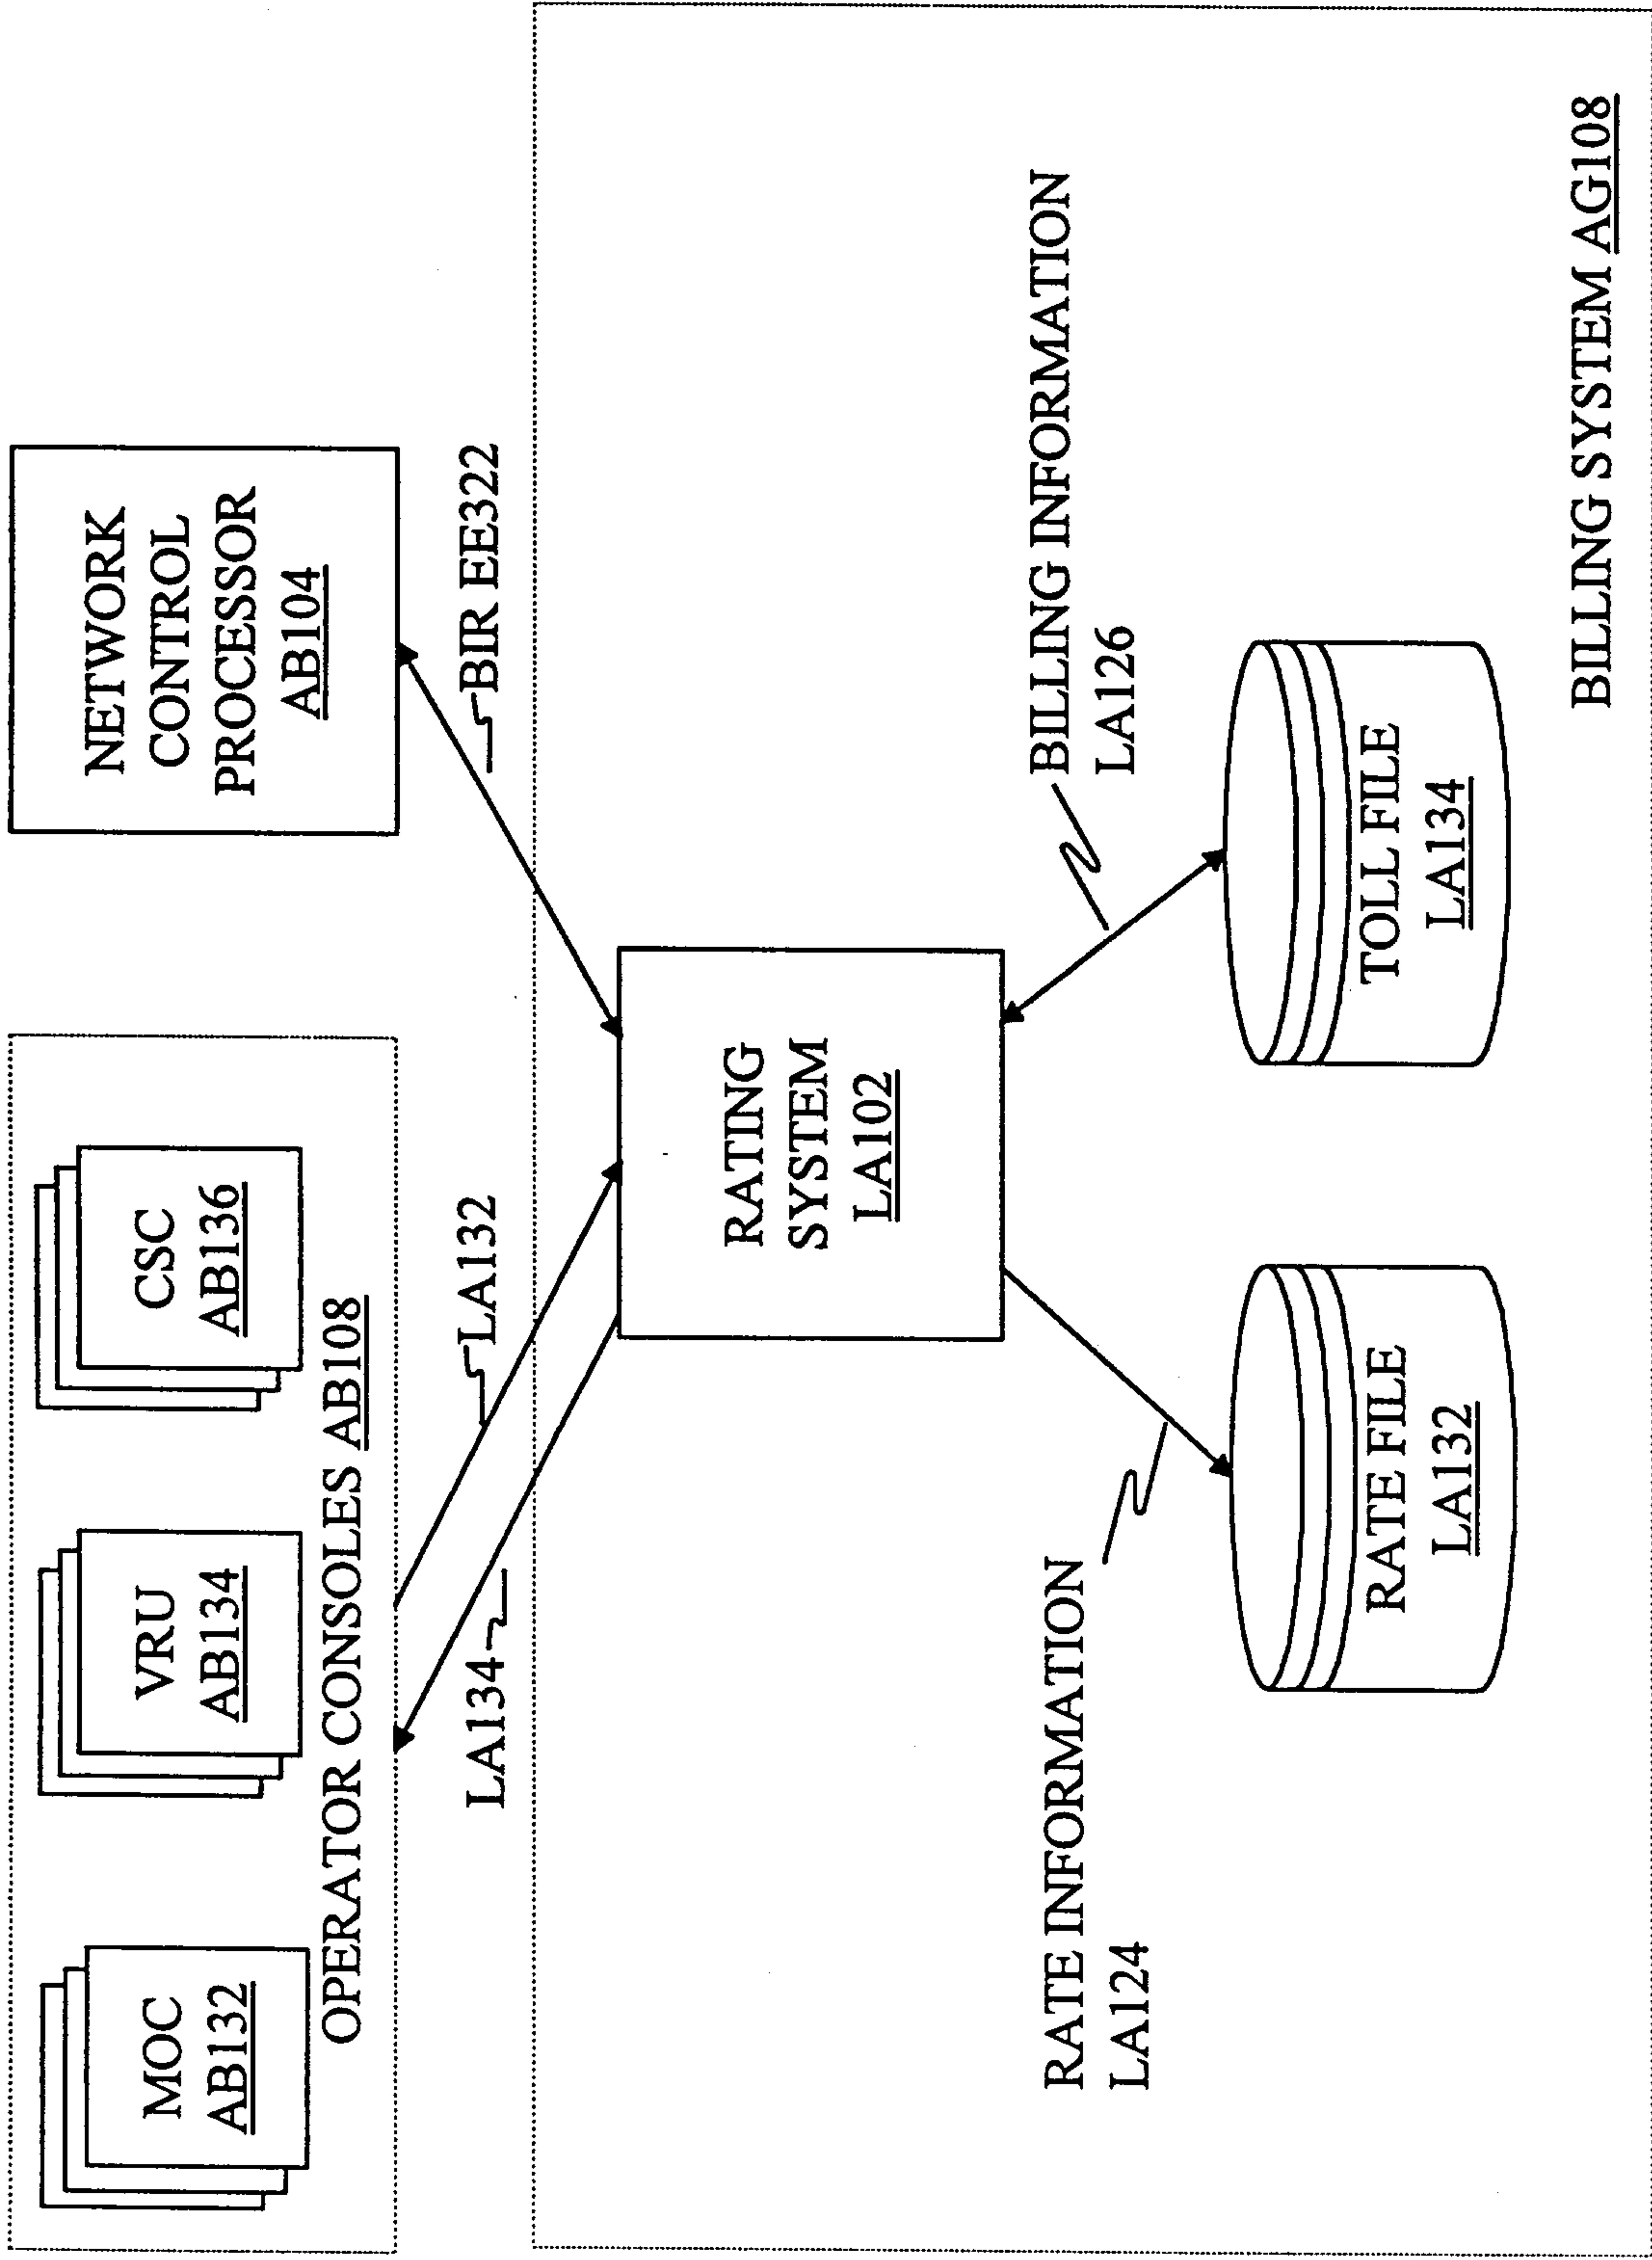 MOC
AB132
VRU
AB134
CSC
AB136
OPERATOR CONSOLES AB108
NETWORK
CONTROL
PROCESSOR
AB104
LA134
LA132
BIR EE322
RATING
SYSTEM
LA102
RATE INFORMATION
LA124
BILLING INFORMATION
LA126
RATE FILE
LA132
TOLL FILE
LA134
BILLING SYSTEM AG108